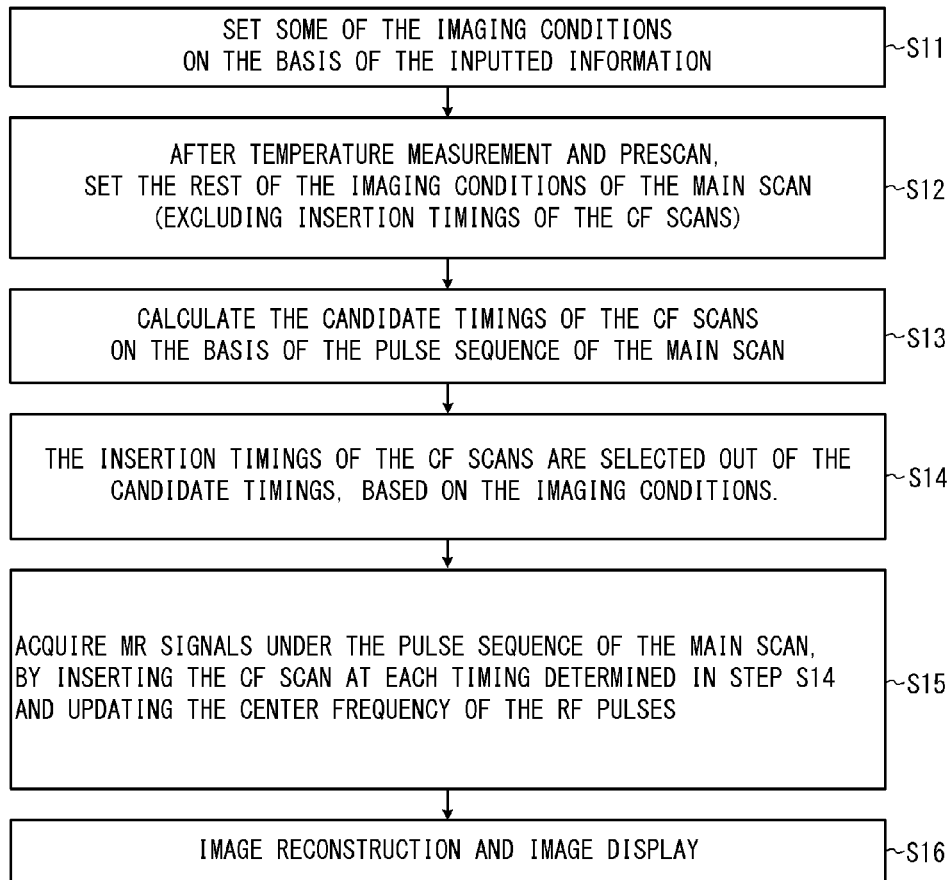 SET SOME OF THE IMAGING CONDITIONS
ON THE BASIS OF THE INPUTTED INFORMATION
S11
AFTER TEMPERATURE MEASUREMENT AND PRESCAN,
SET THE REST OF THE IMAGING CONDITIONS OF THE MAIN SCAN
(EXCLUDING INSERTION TIMINGS OF THE CF SCANS)
S12
CALCULATE THE CANDIDATE TIMINGS OF THE CF SCANS
ON THE BASIS OF THE PULSE SEQUENCE OF THE MAIN SCAN
S13
THE INSERTION TIMINGS OF THE CF SCANS ARE SELECTED OUT OF THE
CANDIDATE TIMINGS, BASED ON THE IMAGING CONDITIONS.
S14
ACQUIRE MR SIGNALS UNDER THE PULSE SEQUENCE OF THE MAIN SCAN,
BY INSERTING THE CF SCAN AT EACH TIMING DETERMINED IN STEP S14
AND UPDATING THE CENTER FREQUENCY OF THE RF PULSES
S15
IMAGE RECONSTRUCTION AND IMAGE DISPLAY
S16